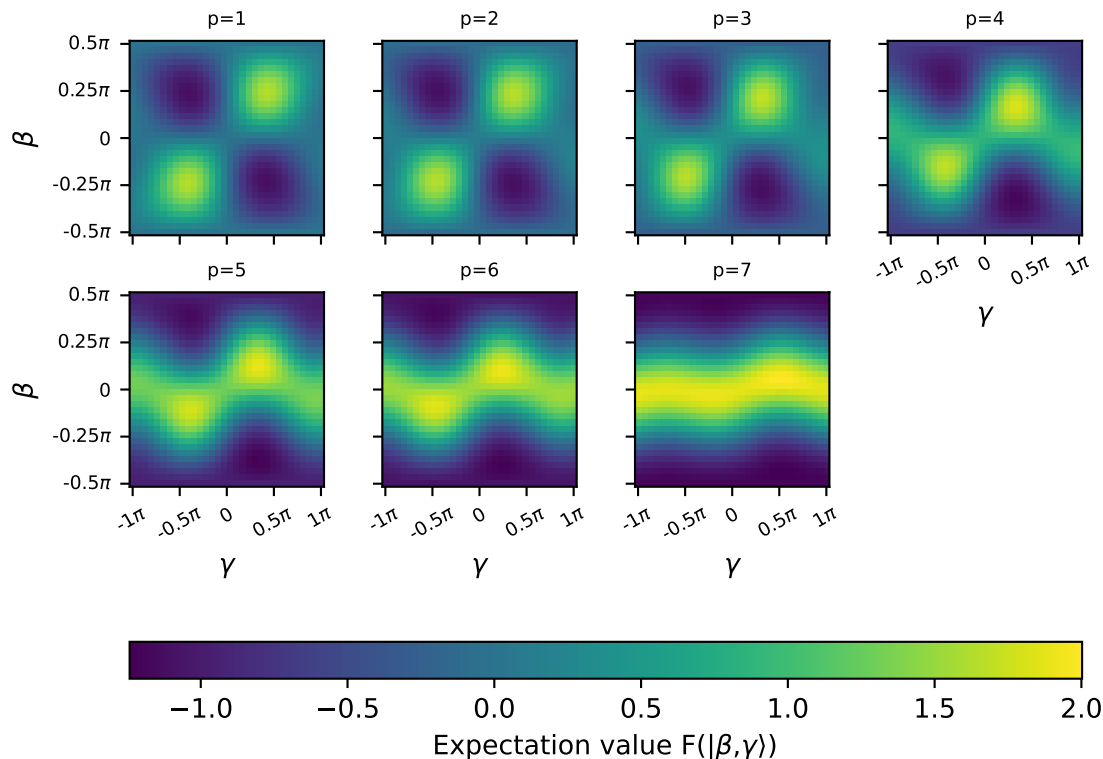 p=1
p=2
p=3
p=4
0.5π
0.25π
0
-0.25π
-0.5π
β
-1π
-0.5π
0
0.5π
1π
γ
p=5
p=6
p=7
0.5π
0.25π
0
-0.25π
-0.5π
β
-1π
-0.5π
0
0.5π
1π
-1π
-0.5π
0
0.5π
1π
-1π
-0.5π
0
0.5π
1π
γ
γ
γ
−1.0
−0.5
0.0
0.5
1.0
1.5
2.0
Expectation value F(|β,γ⟩)